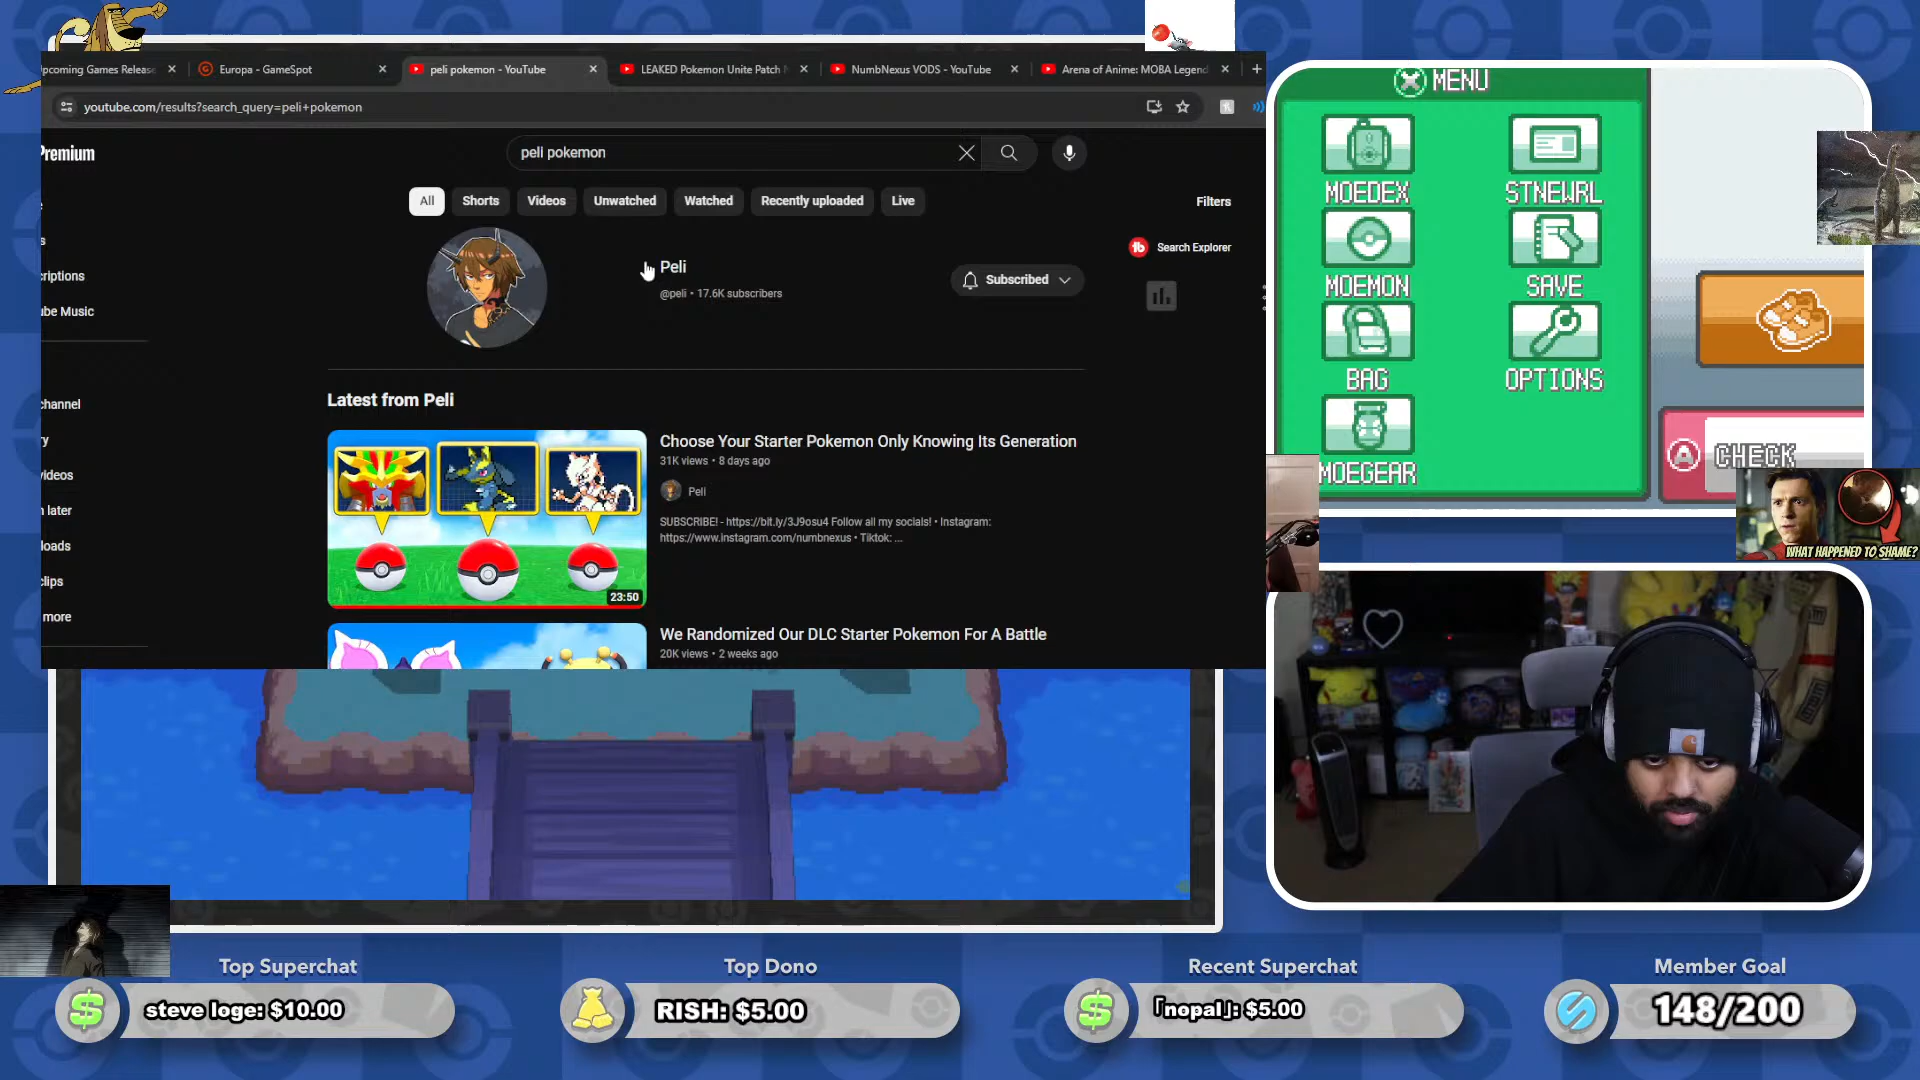 pcoming Games Release
Europa - GameSpot
peli pokemon - YouTube
LEAKED Pokemon Unite Patch
NumbNexus VODS - YouTube
Arena of Anime: MOBA Legend
youtube.com/results?search_query=peli+pokemon
Premium
peli pokemon
All
Shorts
Videos
Unwatched
Watched
Recently uploaded
Live
Filters
Search Explorer
s
criptions
ube Music
channel
ry
videos
n later
loads
clips
more
Peli
@peli • 17.6K subscribers
Subscribed
Latest from Peli
Choose Your Starter Pokemon Only Knowing Its Generation
31K views • 8 days ago
Peli
SUBSCRIBE! - https://bit.ly/3J9osu4 Follow all my socials! • Instagram:
https://www.instagram.com/numbnexus • Tiktok: ...
23:50
We Randomized Our DLC Starter Pokemon For A Battle
20K views • 2 weeks ago
X MENU
MOEDEX
STNEWRL
MOEMON
SAVE
BAG
OPTIONS
MOEGEAR
A CHECK
WHAT HAPPENED TO SHAME?
Top Superchat
$ steve loge: $10.00
Top Dono
RISH: $5.00
Recent Superchat
$ 「nopal」: $5.00
Member Goal
148/200